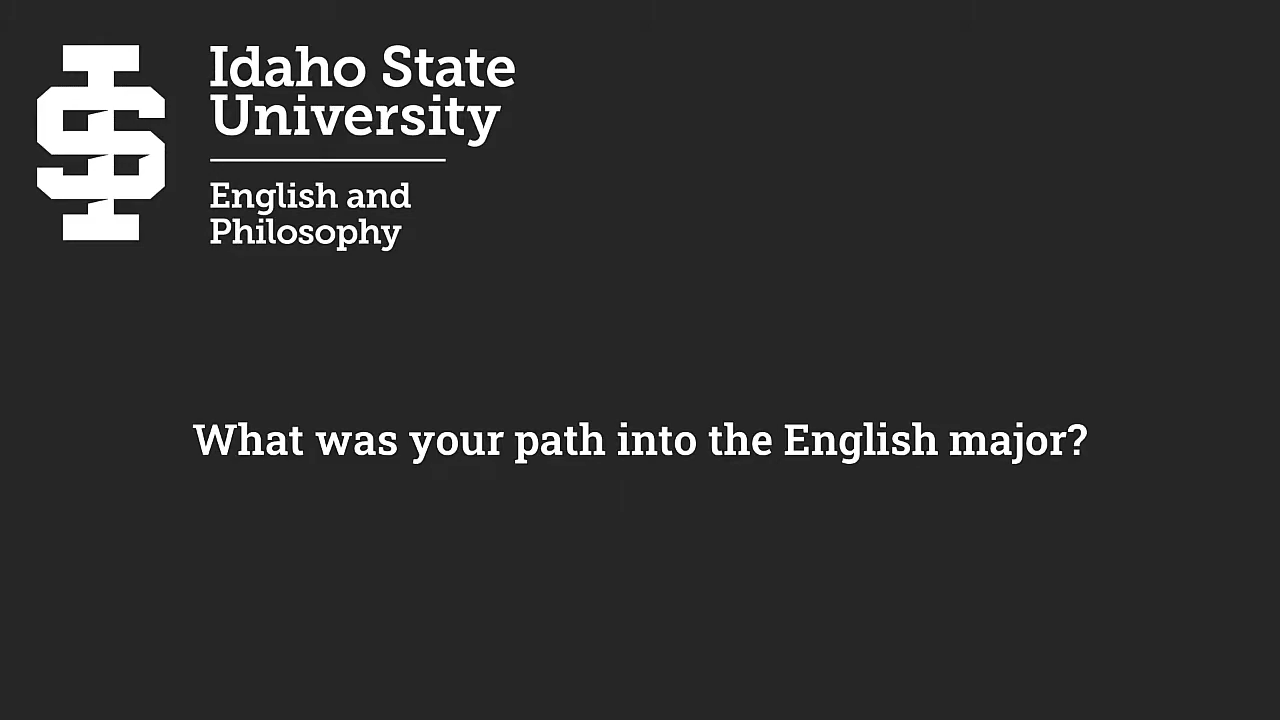 Idaho State
University
English and
Philosophy
What was your path into the English major?